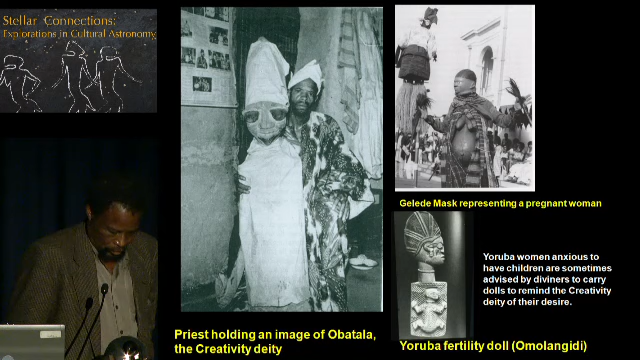 Stellar Connections:
Explorations in Cultural Astronomy
Priest holding an image of Obatala,
the Creativity deity
Gelede Mask representing a pregnant woman
Yoruba women anxious to
have children are sometimes
advised by diviners to carry
dolls to remind the Creativity
deity of their desire.
Yoruba fertility doll (Omolangidi)